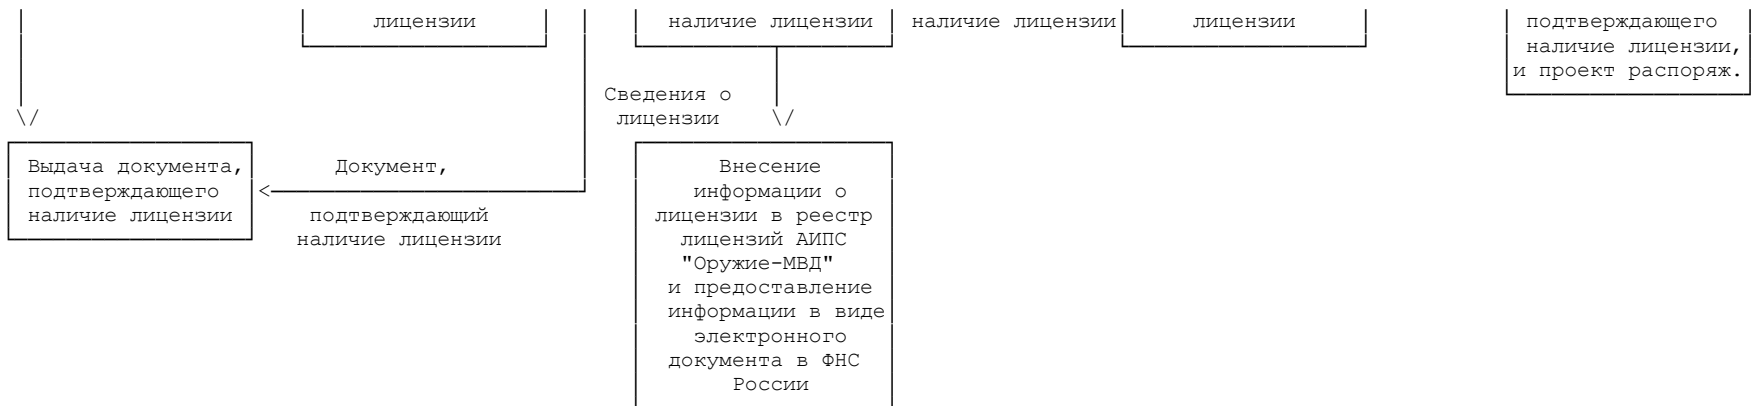 лицензии наличие лицензии наличие лицензии лицензии подтверждающего
наличие лицензии,
и проект распоряж.
Сведения о
лицензии
Выдача документа,
подтверждающего
наличие лицензии
Документ,
подтверждающий
наличие лицензии
Внесение
информации о
лицензии в реестр
лицензий АИПС
"Оружие-МВД"
и предоставление
информации в виде
электронного
документа в ФНС
России